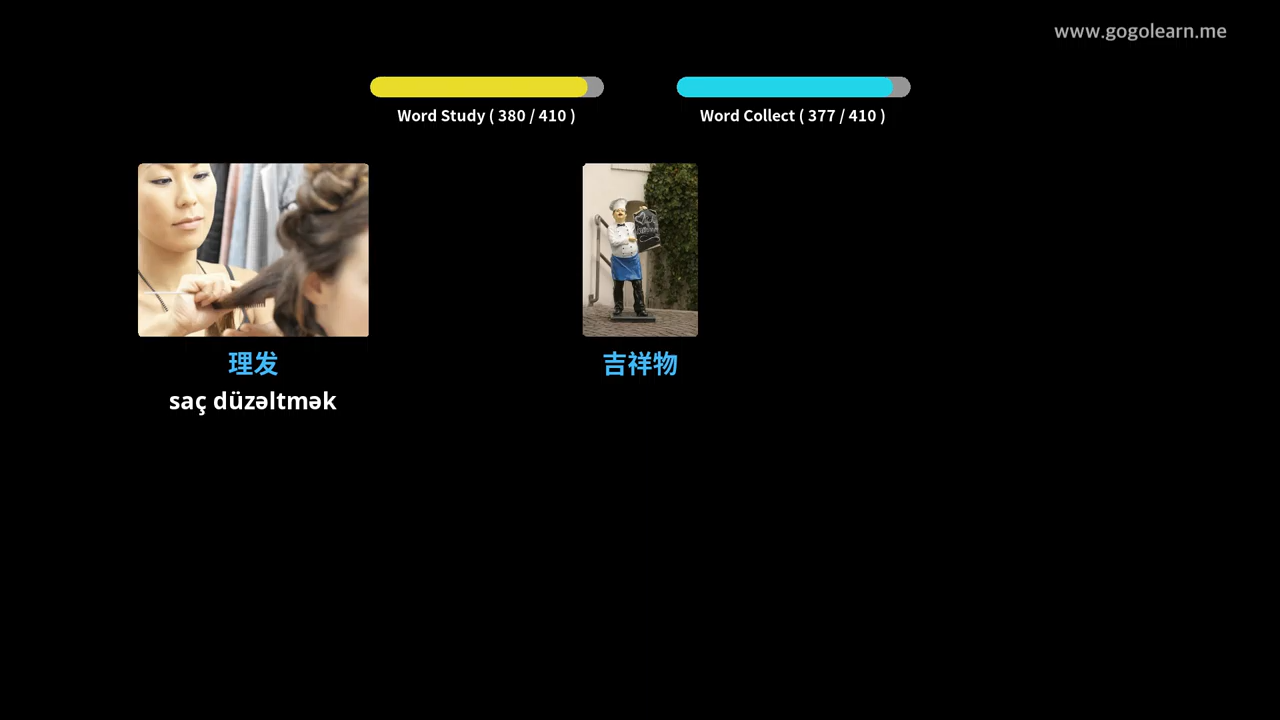 www.gogolearn.me
Word Study ( 380 / 410 )
Word Collect ( 377 / 410 )
理发
吉祥物
saç düzəltmək